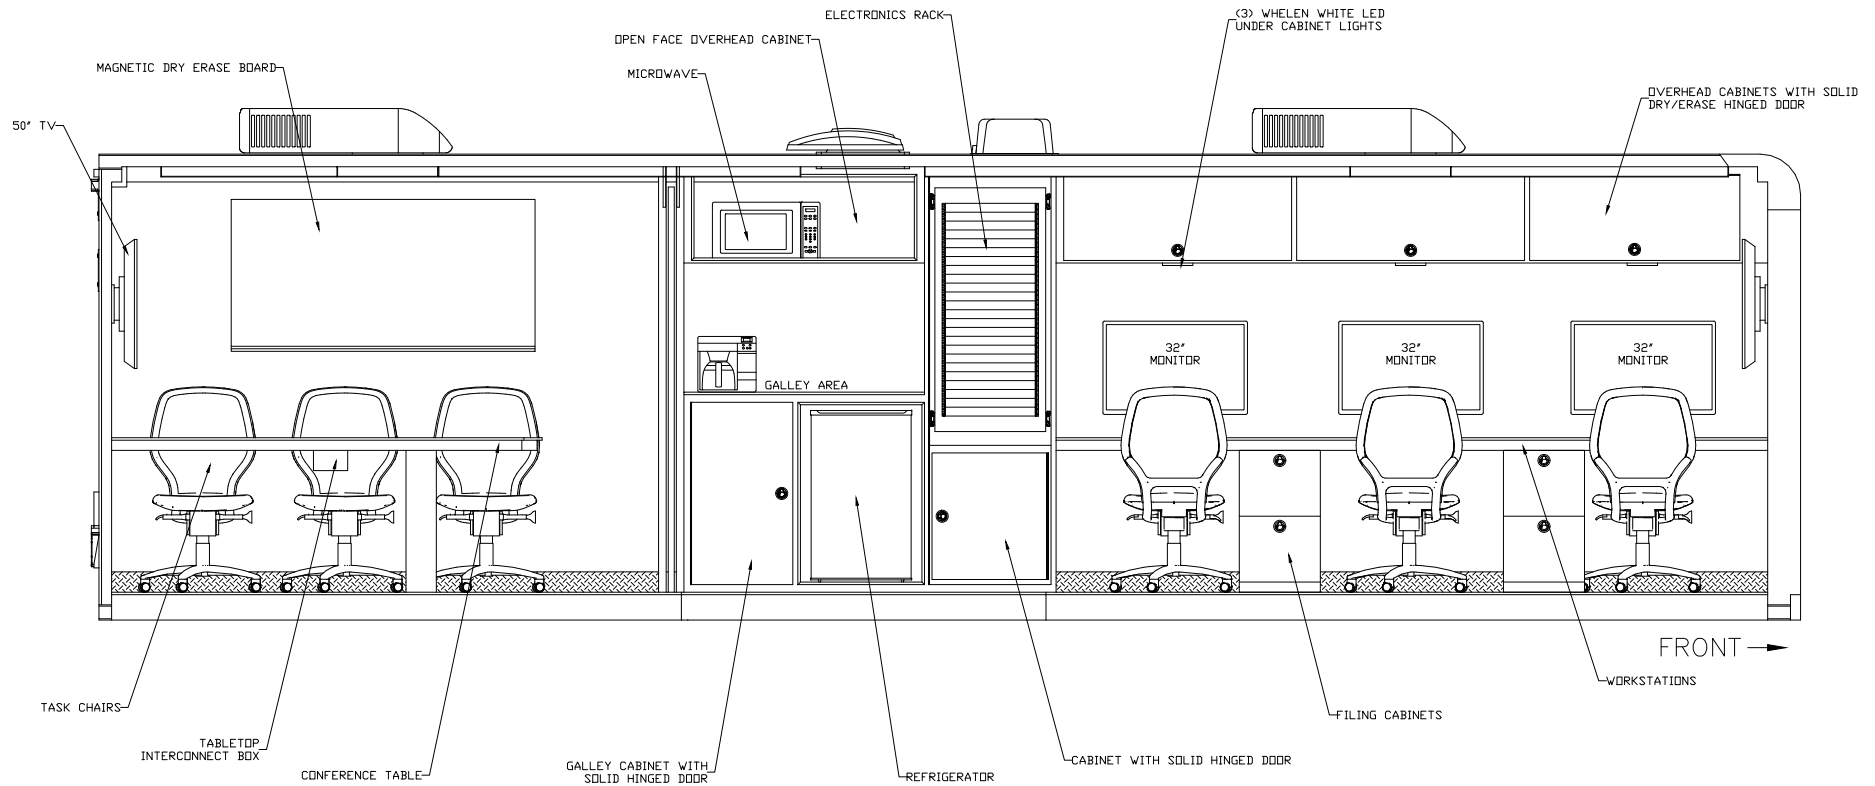 ELECTRONICS RACK
(3) WHELEN WHITE LED
UNDER CABINET LIGHTS
OPEN FACE OVERHEAD CABINET
MAGNETIC DRY ERASE BOARD
MICROWAVE
OVERHEAD CABINETS WITH SOLID
DRY/ERASE HINGED DOOR
50" TV
32"
MONITOR
32"
MONITOR
32"
MONITOR
GALLEY AREA
FRONT
WORKSTATIONS
TASK CHAIRS
FILING CABINETS
TABLETOP
INTERCONNECT BOX
CABINET WITH SOLID HINGED DOOR
GALLEY CABINET WITH
SOLID HINGED DOOR
CONFERENCE TABLE
REFRIGERATOR